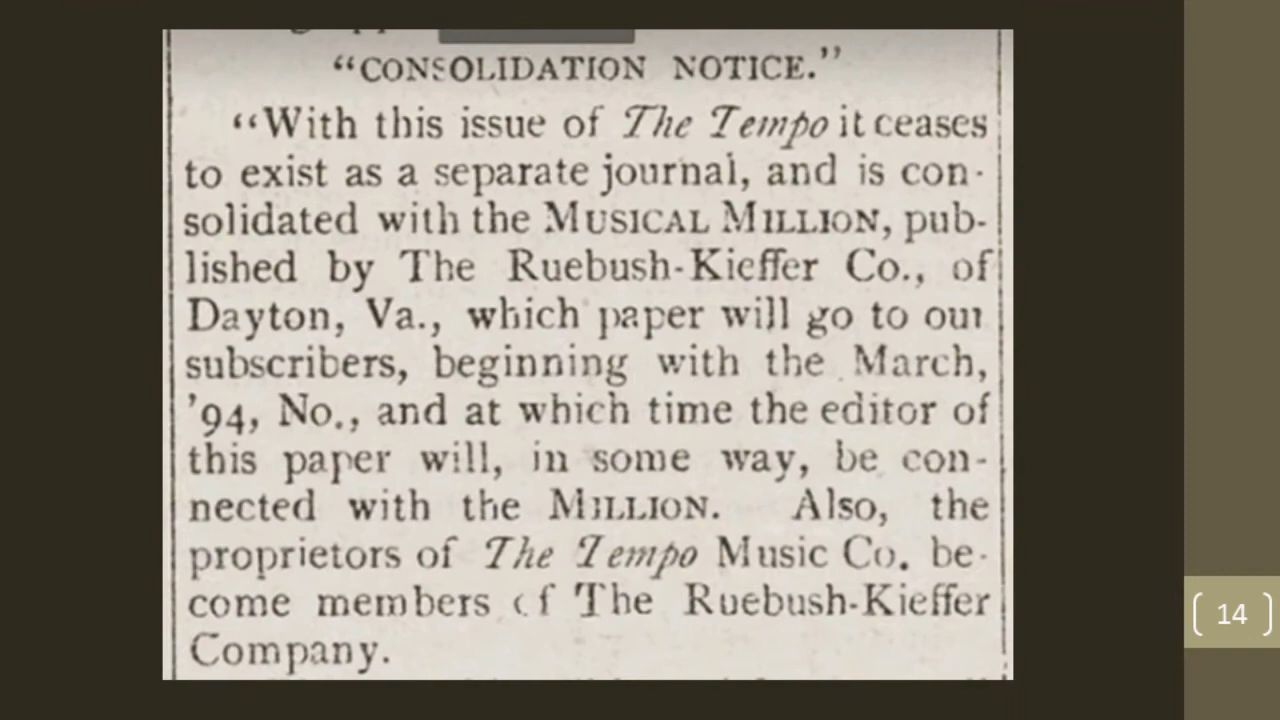 “CONSOLIDATION NOTICE.”
“With this issue of The Tempo it ceases
to exist as a separate journal, and is con-
solidated with the MUSICAL MILLION, pub-
lished by The Ruebush-Kieffer Co., of
Dayton, Va., which paper will go to our
subscribers, beginning with the March,
’94, No., and at which time the editor of
this paper will, in some way, be con-
nected with the MILLION. Also, the
proprietors of The Tempo Music Co. be-
come members of The Ruebush-Kieffer
Company.
14